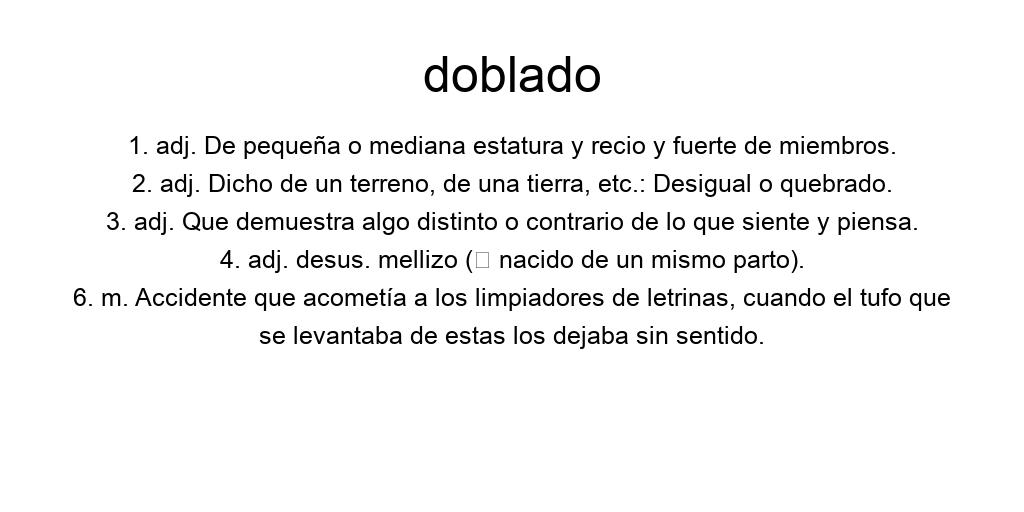 doblado
1. adj. De pequeña o mediana estatura y recio y fuerte de miembros.
2. adj. Dicho de un terreno, de una tierra, etc.: Desigual o quebrado.
3. adj. Que demuestra algo distinto o contrario de lo que siente y piensa.
4. adj. desus. mellizo (▯ nacido de un mismo parto).
6. m. Accidente que acometía a los limpiadores de letrinas, cuando el tufo que
se levantaba de estas los dejaba sin sentido.